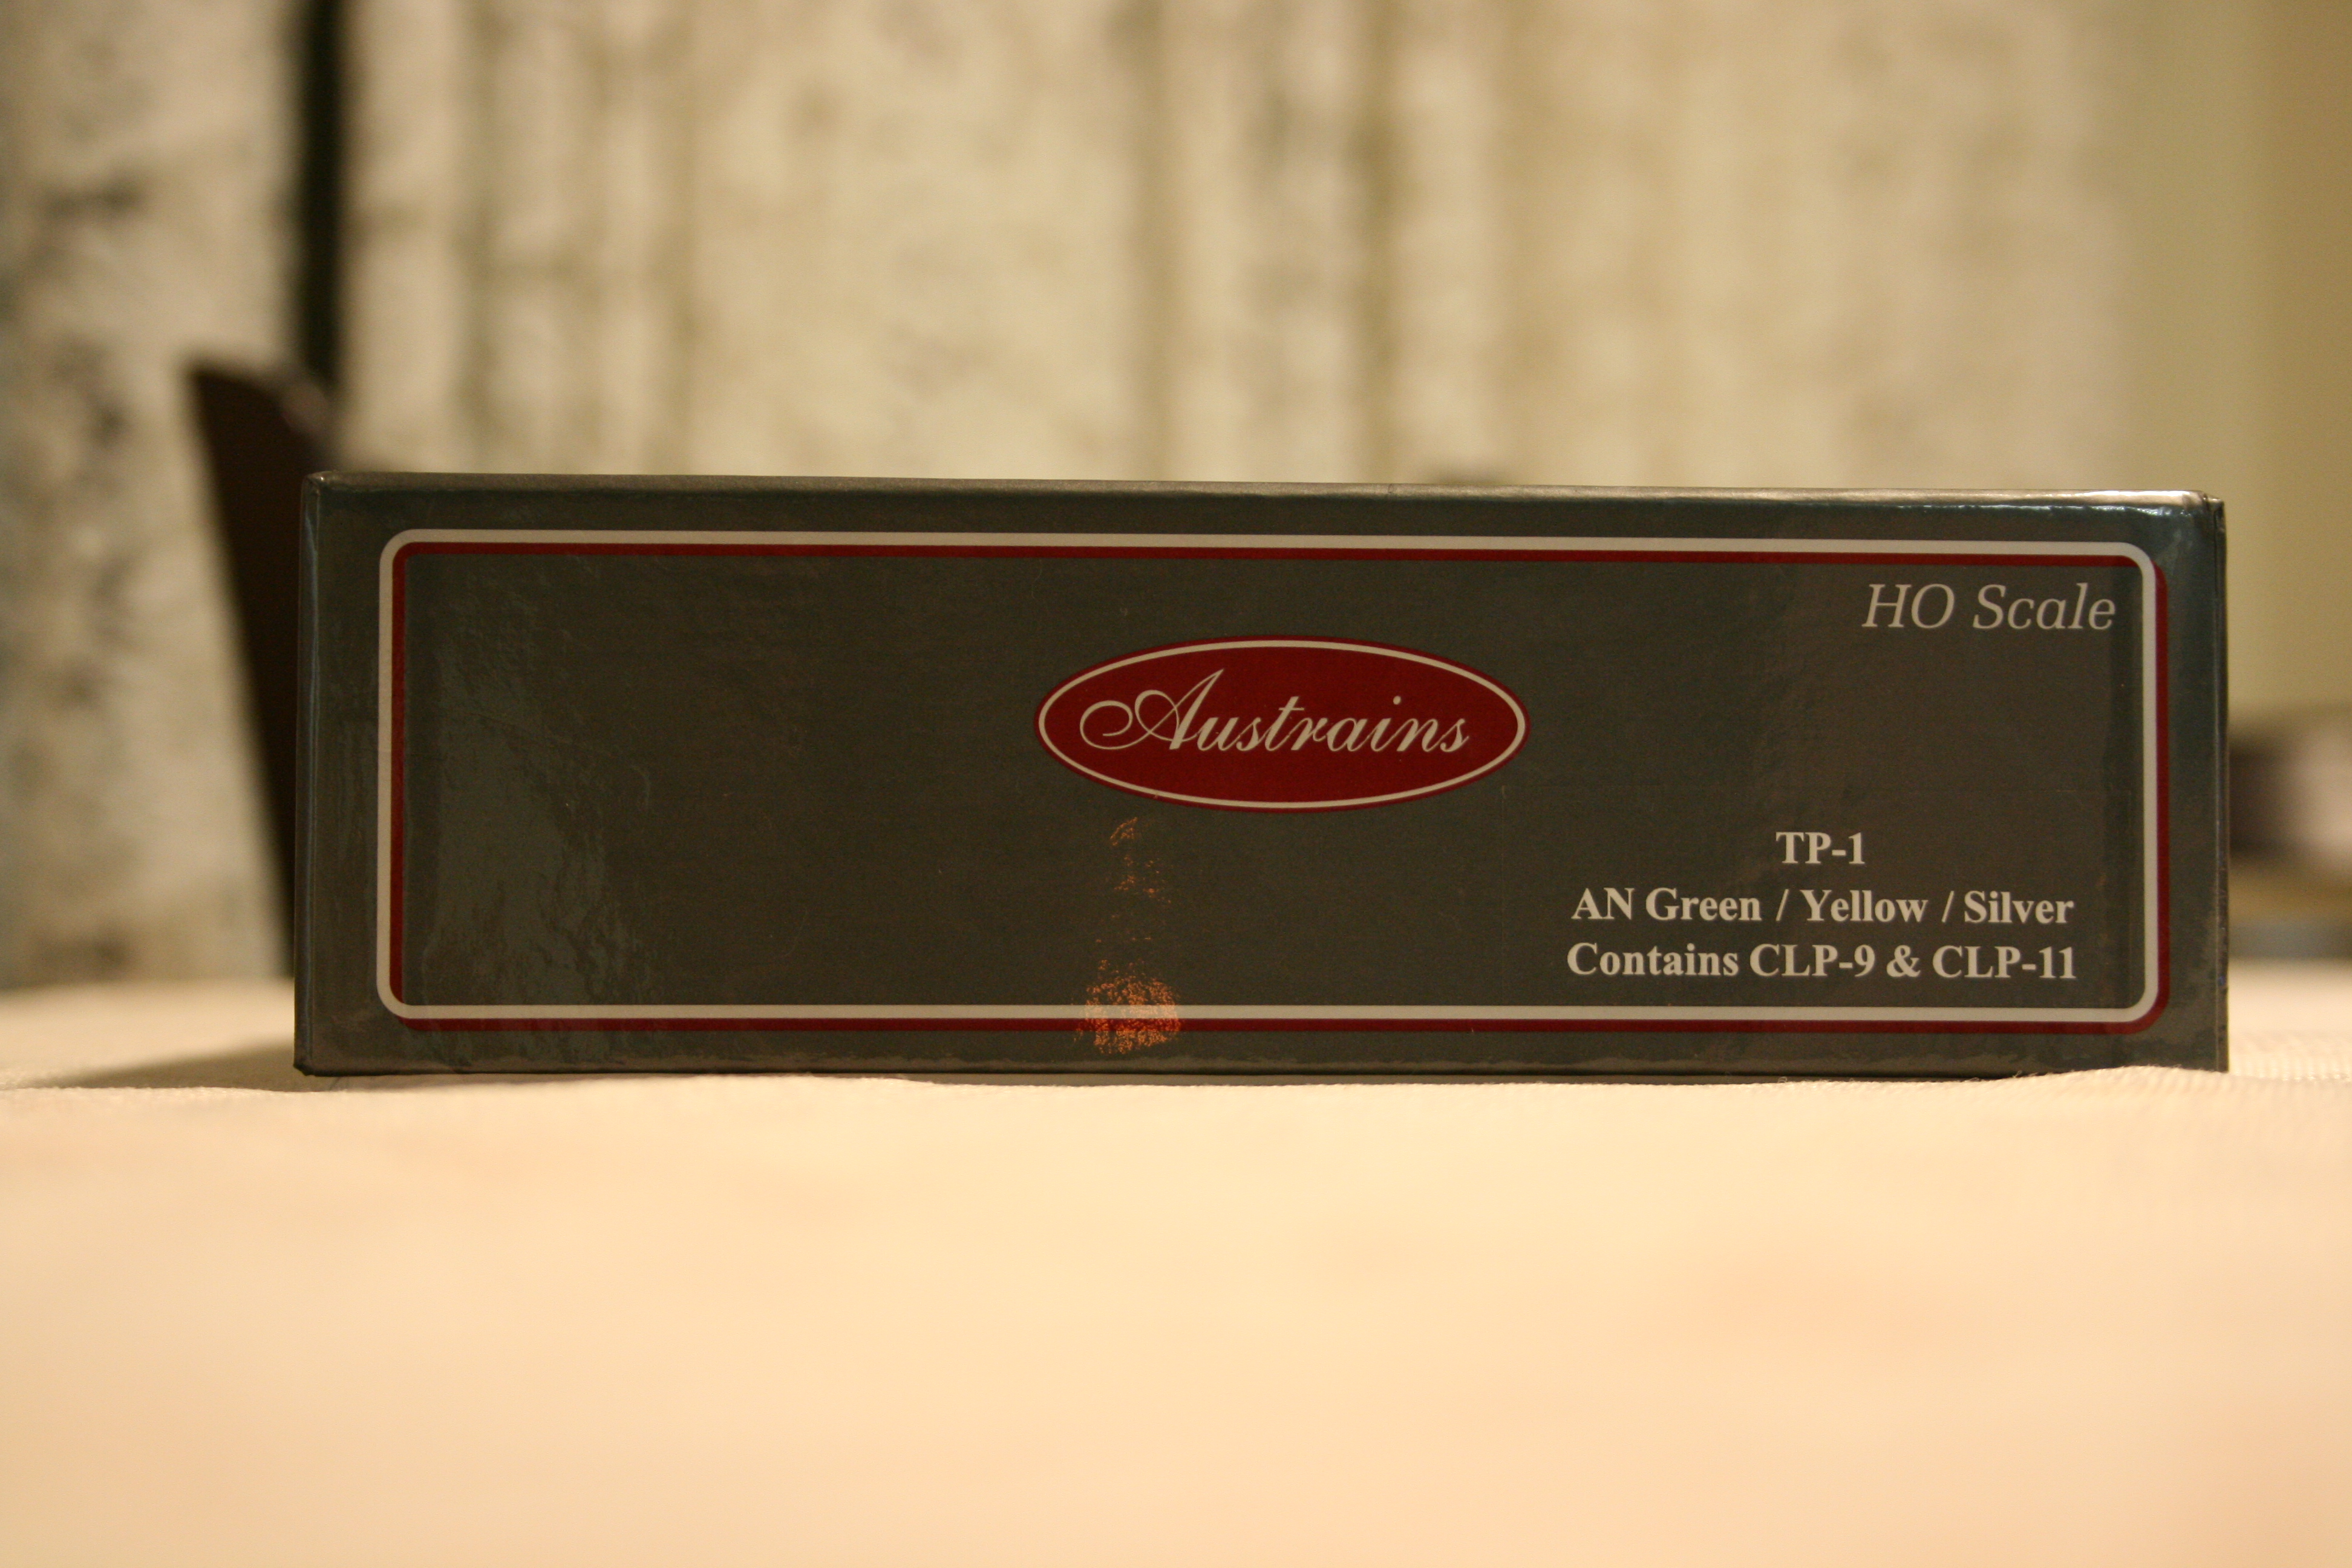 HO Scale
Austrains
TP-1
AN Green / Yellow / Silver
Contains CLP-9 & CLP-11